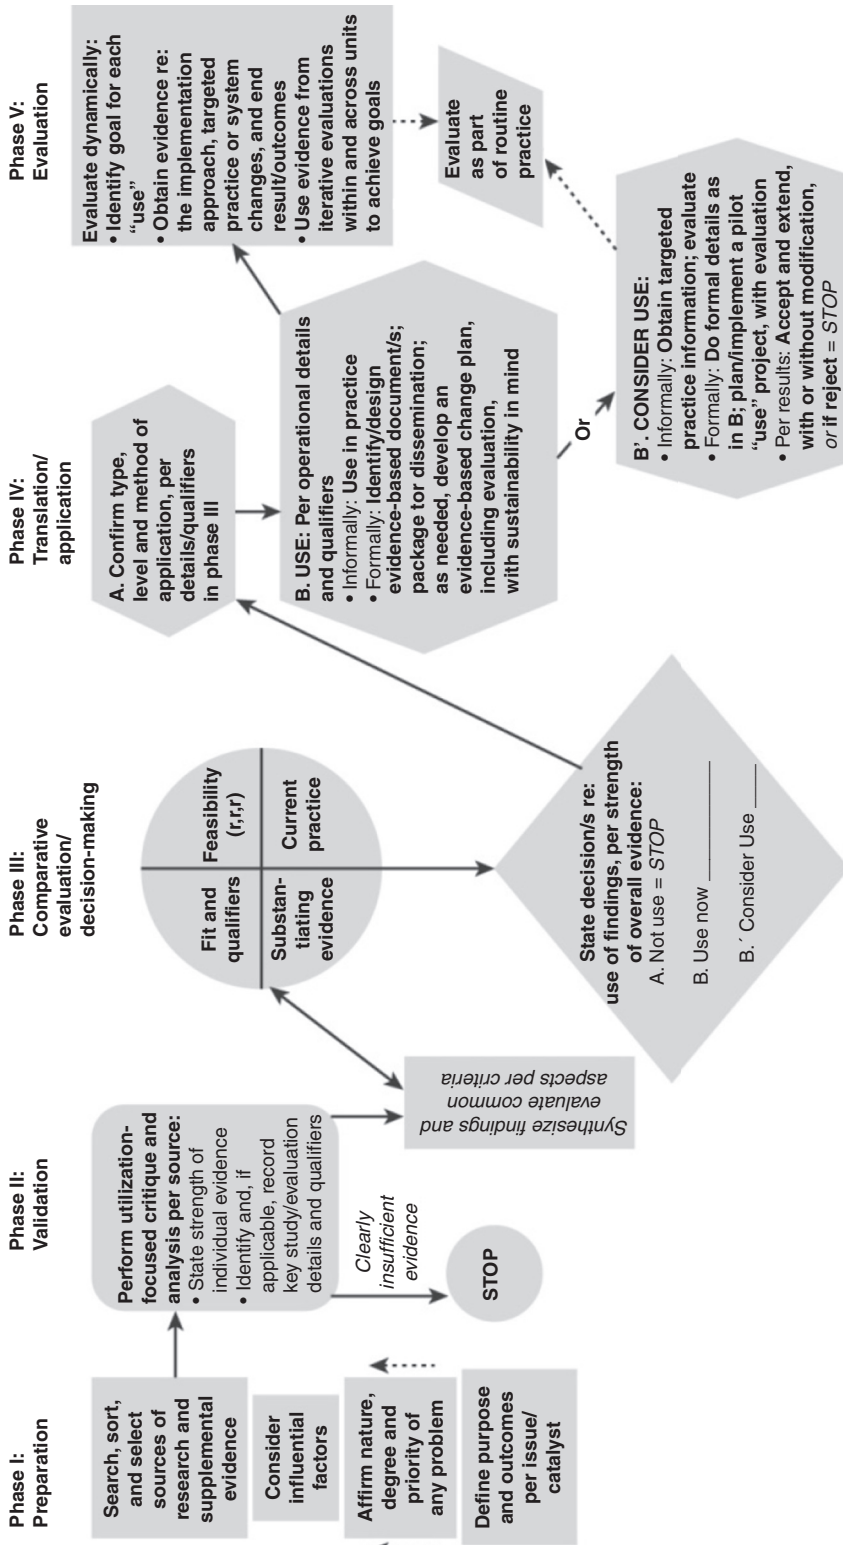 Phase I:
Preparation
Search, sort,
and select
sources of
research and
supplemental
evidence
Consider
influential
factors
Affirm nature,
degree and
priority of
any problem
Define purpose
and outcomes
per issue/
catalyst
Phase II:
Validation
Perform utilization-
focused critique and
analysis per source:
• State strength of
individual evidence
• Identify and, if
applicable, record
key study/evaluation
details and qualifiers
Clearly
insufficient
evidence
STOP
Synthesize findings and
evaluate common
aspects per criteria
Phase III:
Comparative
evaluation/
decision-making
Fit and
qualifiers
Feasibility
(r,r,r)
Substan-
tiating
evidence
Current
practice
State decision/s re:
use of findings, per strength
of overall evidence:
A. Not use = STOP
B. Use now
B.´ Consider Use
Phase IV:
Translation/
application
A. Confirm type,
level and method of
application, per
details/qualifiers
in phase III
B. USE: Per operational details
and qualifiers
• Informally: Use in practice
• Formally: Identify/design
evidence-based document/s;
package tor dissemination;
as needed, develop an
evidence-based change plan,
including evaluation,
with sustainability in mind
Or
B'. CONSIDER USE:
• Informally: Obtain targeted
practice information; evaluate
• Formally: Do formal details as
in B; plan/implement a pilot
"use" project, with evaluation
• Per results: Accept and extend,
with or without modification,
or if reject = STOP
Phase V:
Evaluation
Evaluate dynamically:
• Identify goal for each
"use"
• Obtain evidence re:
the implementation
approach, targeted
practice or system
changes, and end
result/outcomes
• Use evidence from
iterative evaluations
within and across units
to achieve goals
Evaluate
as part
of routine
practice